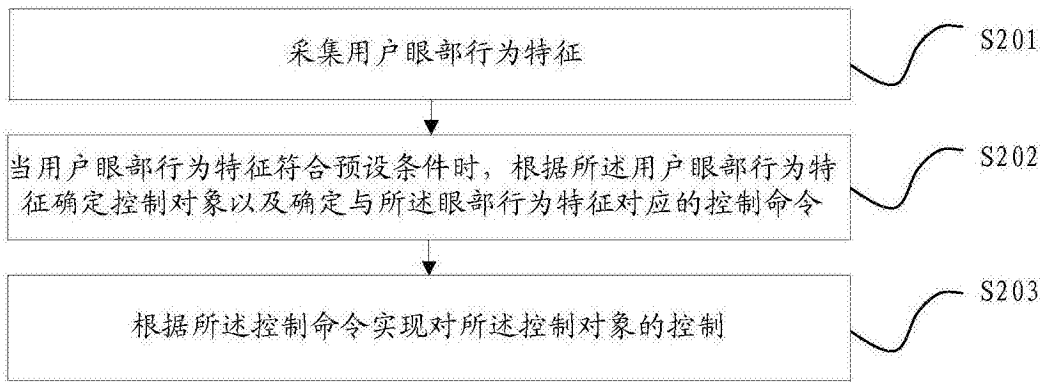 采集用户眼部行为特征
S201
当用户眼部行为特征符合预设条件时，根据所述用户眼部行为特
征确定控制对象以及确定与所述眼部行为特征对应的控制命令
S202
根据所述控制命令实现对所述控制对象的控制
S203